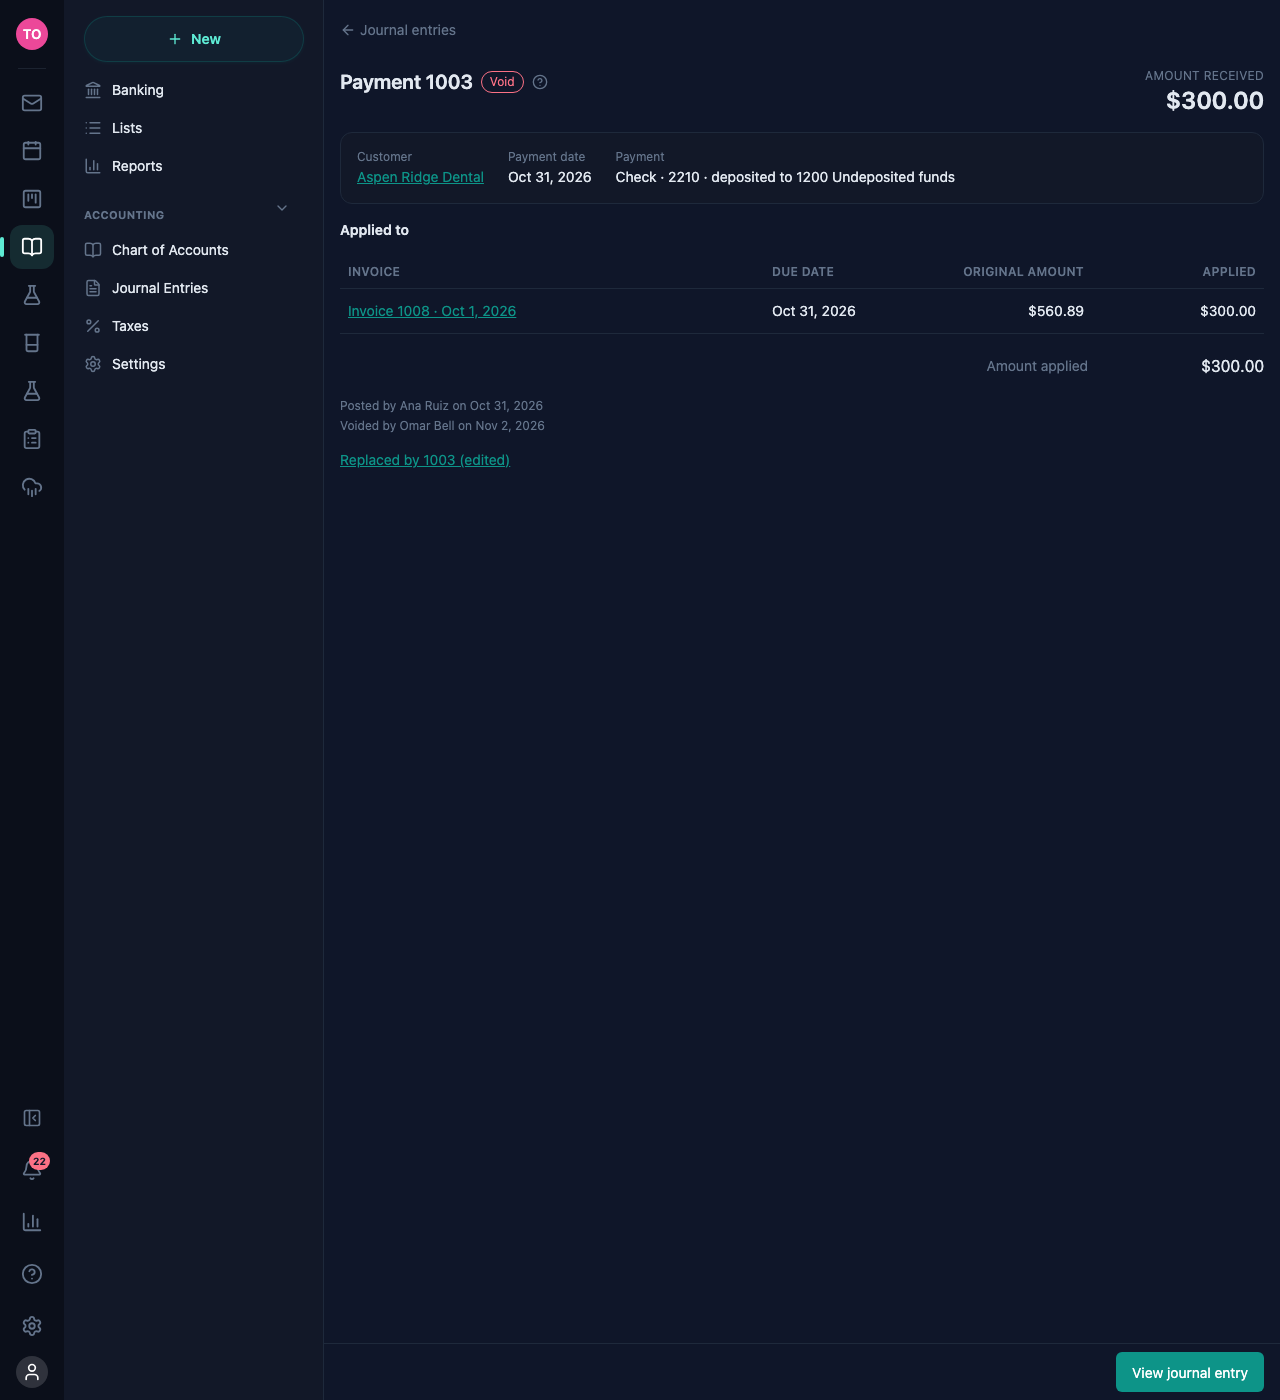 TO
New
Banking
Lists
Reports
ACCOUNTING
Chart of Accounts
Journal Entries
Taxes
Settings
22
Journal entries
Payment 1003 Void
AMOUNT RECEIVED
$300.00
Customer Payment date Payment
Aspen Ridge Dental Oct 31, 2026 Check · 2210 · deposited to 1200 Undeposited funds
Applied to
INVOICE DUE DATE ORIGINAL AMOUNT APPLIED
Invoice 1008 · Oct 1, 2026 Oct 31, 2026 $560.89 $300.00
Amount applied $300.00
Posted by Ana Ruiz on Oct 31, 2026
Voided by Omar Bell on Nov 2, 2026
Replaced by 1003 (edited)
View journal entry